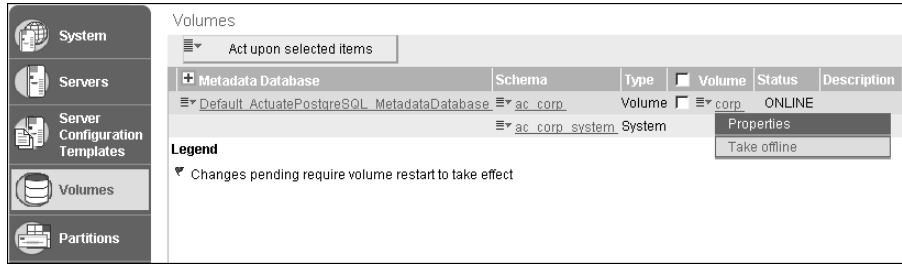 System
Servers
Server
Configuration
Templates
Volumes
Partitions
Volumes
Act upon selected items
Metadata Database Schema Type Volume Status Description
Default_ActuatePostgreSQL_MetadataDatabase ac_corp Volume corp ONLINE
ac_corp_system System
Properties
Take offline
Legend
Changes pending require volume restart to take effect